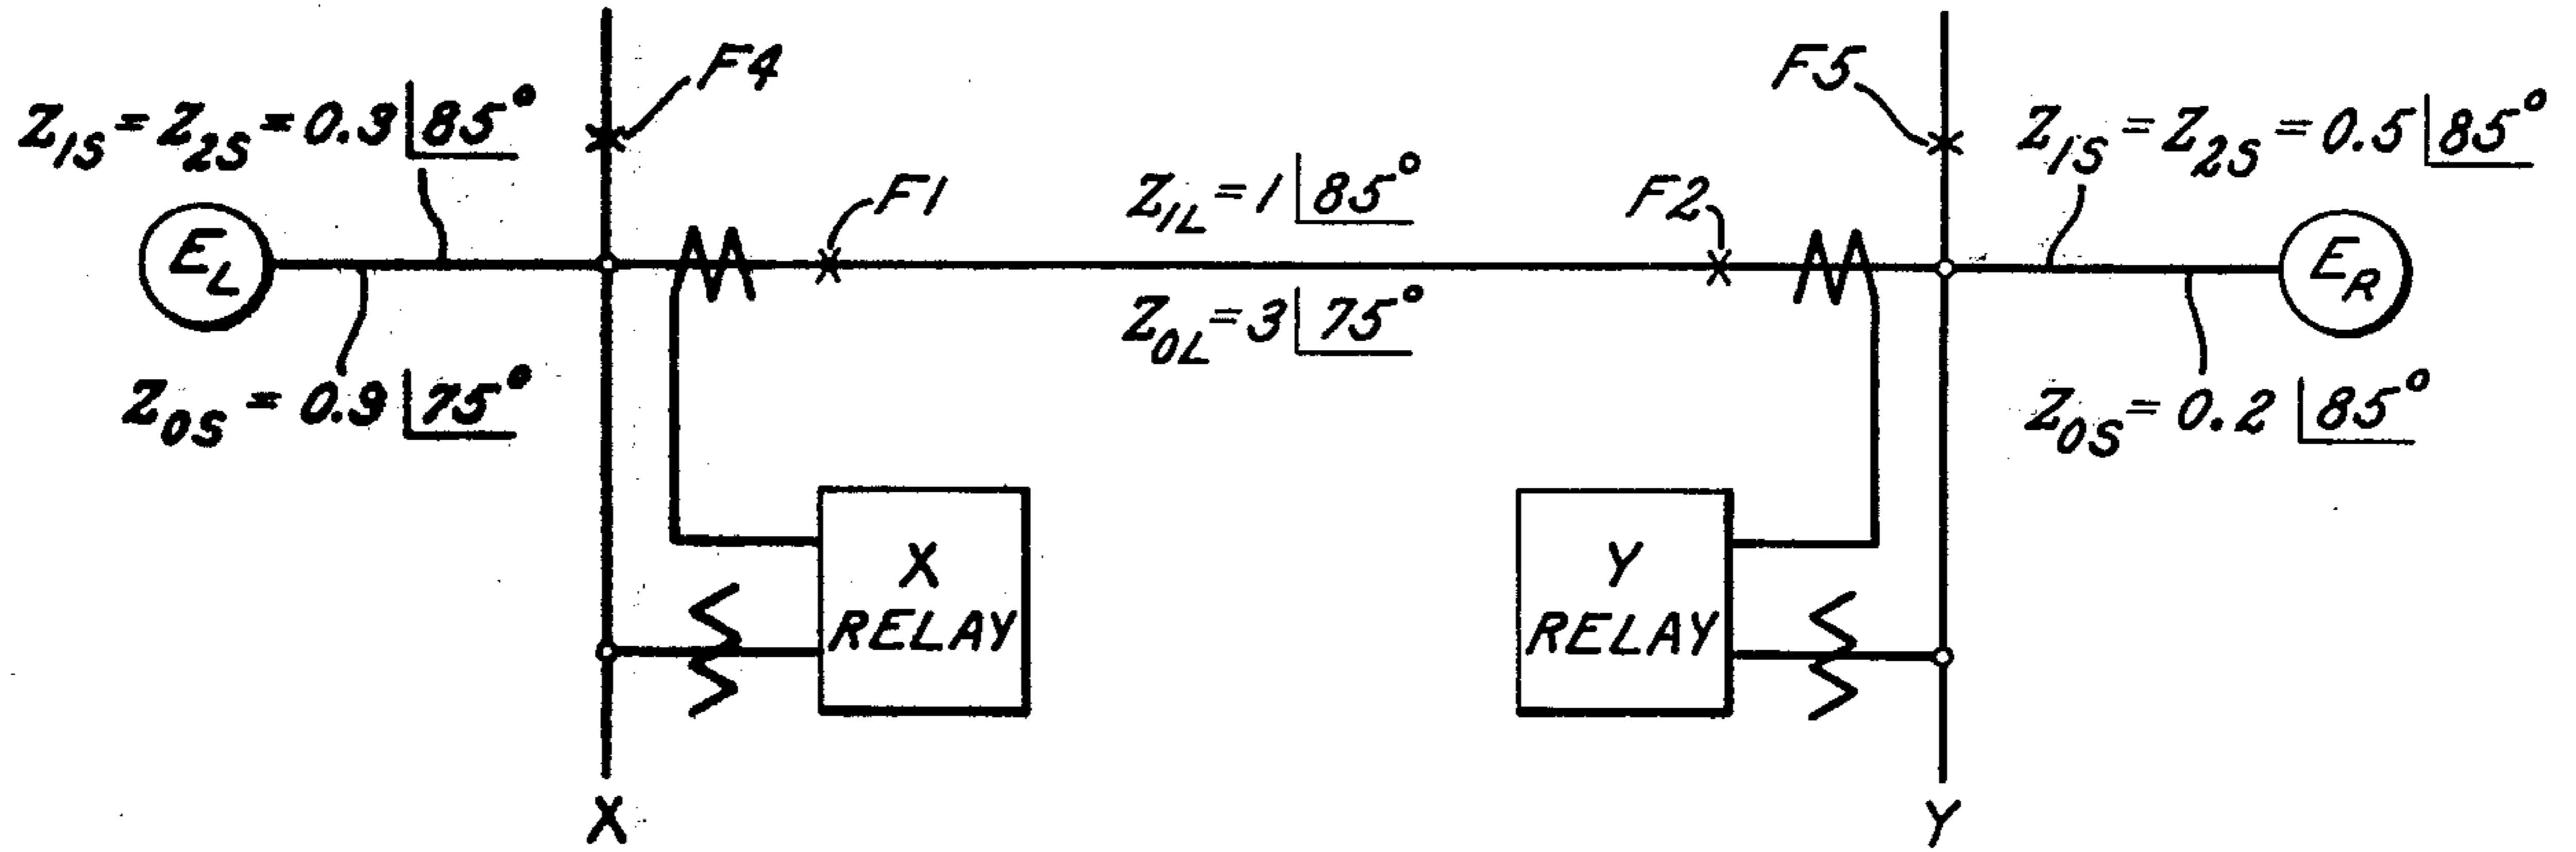 F4
F5
Z1S = Z2S = 0.3 ∠85°
Z1S = Z2S = 0.5 ∠85°
F1
Z1L = 1 ∠85°
F2
EL
ER
Z0L = 3 ∠75°
Z0S = 0.9 ∠75°
Z0S = 0.2 ∠85°
X
RELAY
Y
RELAY
X
Y